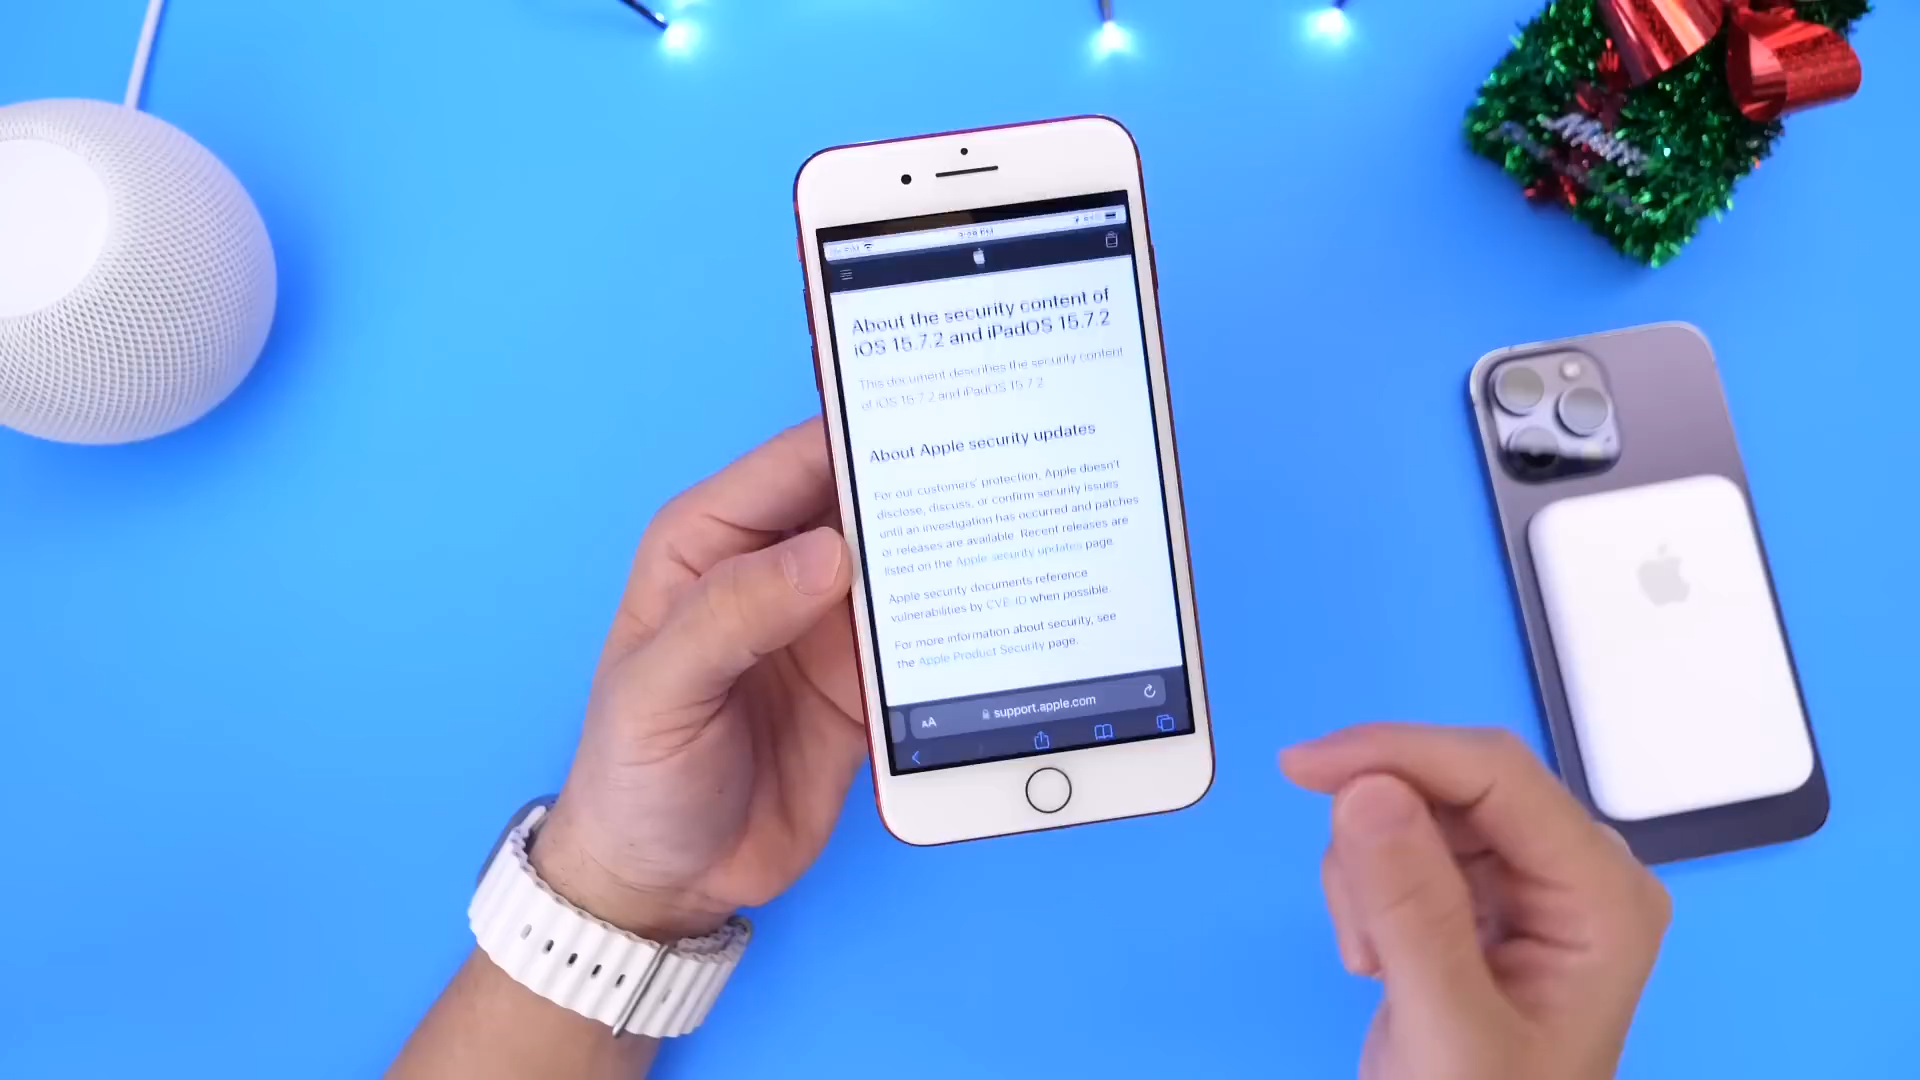 About the security content of
iOS 15.7.2 and iPadOS 15.7.2
This document describes the security content
of iOS 15.7.2 and iPadOS 15.7.2
About Apple security updates
For our customers' protection, Apple doesn't
disclose, discuss, or confirm security issues
until an investigation has occurred and patches
or releases are available. Recent releases are
listed on the Apple security updates page.
Apple security documents reference
vulnerabilities by CVE-ID when possible.
For more information about security, see
the Apple Product Security page.
AA support.apple.com